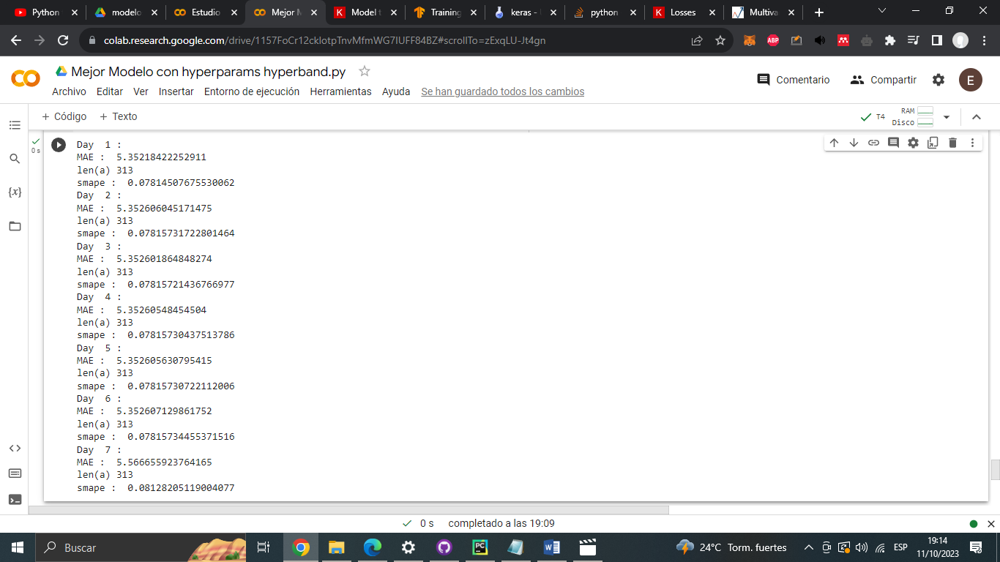 Python
modelo
Estudio
Mejor M
Model t
Training
keras -
python
Losses
Multiva
colab.research.google.com/drive/1157FoCr12ckIotpTnvMfmWG7IUFF84BZ#scrollTo=zExqLU-Jt4gn
ABP
Mejor Modelo con hyperparams hyperband.py
Archivo Editar Ver Insertar Entorno de ejecución Herramientas Ayuda Se han guardado todos los cambios
Comentario
Compartir
E
+ Código + Texto
T4
RAM
Disco
{x}
0 s
Day 1 :
MAE : 5.35218422252911
len(a) 313
smape : 0.07814507675530062
Day 2 :
MAE : 5.352606045171475
len(a) 313
smape : 0.07815731722801464
Day 3 :
MAE : 5.352601864848274
len(a) 313
smape : 0.07815721436766977
Day 4 :
MAE : 5.35260548454504
len(a) 313
smape : 0.07815730437513786
Day 5 :
MAE : 5.352605630795415
len(a) 313
smape : 0.07815730722112006
Day 6 :
MAE : 5.352607129861752
len(a) 313
smape : 0.07815734455371516
Day 7 :
MAE : 5.566655923764165
len(a) 313
smape : 0.08128205119004077
0 s completado a las 19:09
Buscar
24°C Torm. fuertes
ESP
19:14
11/10/2023